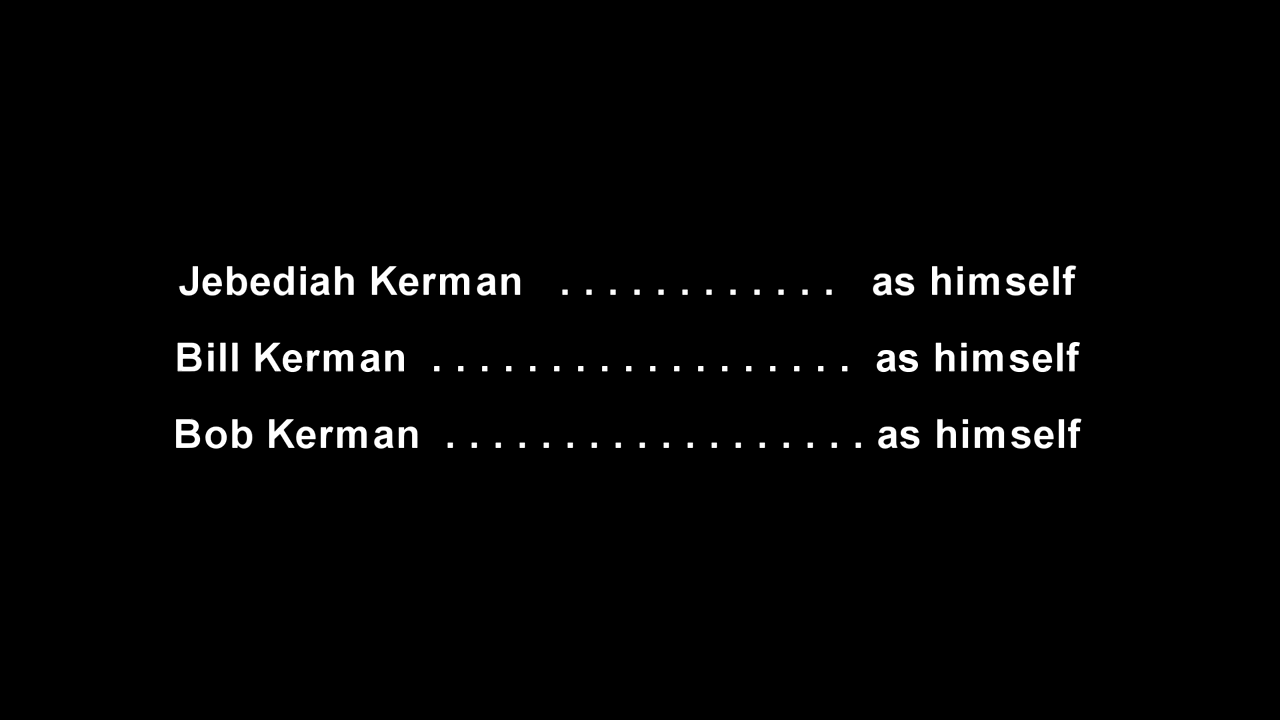 Jebediah Kerman . . . . . . . . . . . . as himself
Bill Kerman . . . . . . . . . . . . . . . . . . as himself
Bob Kerman . . . . . . . . . . . . . . . . . . as himself